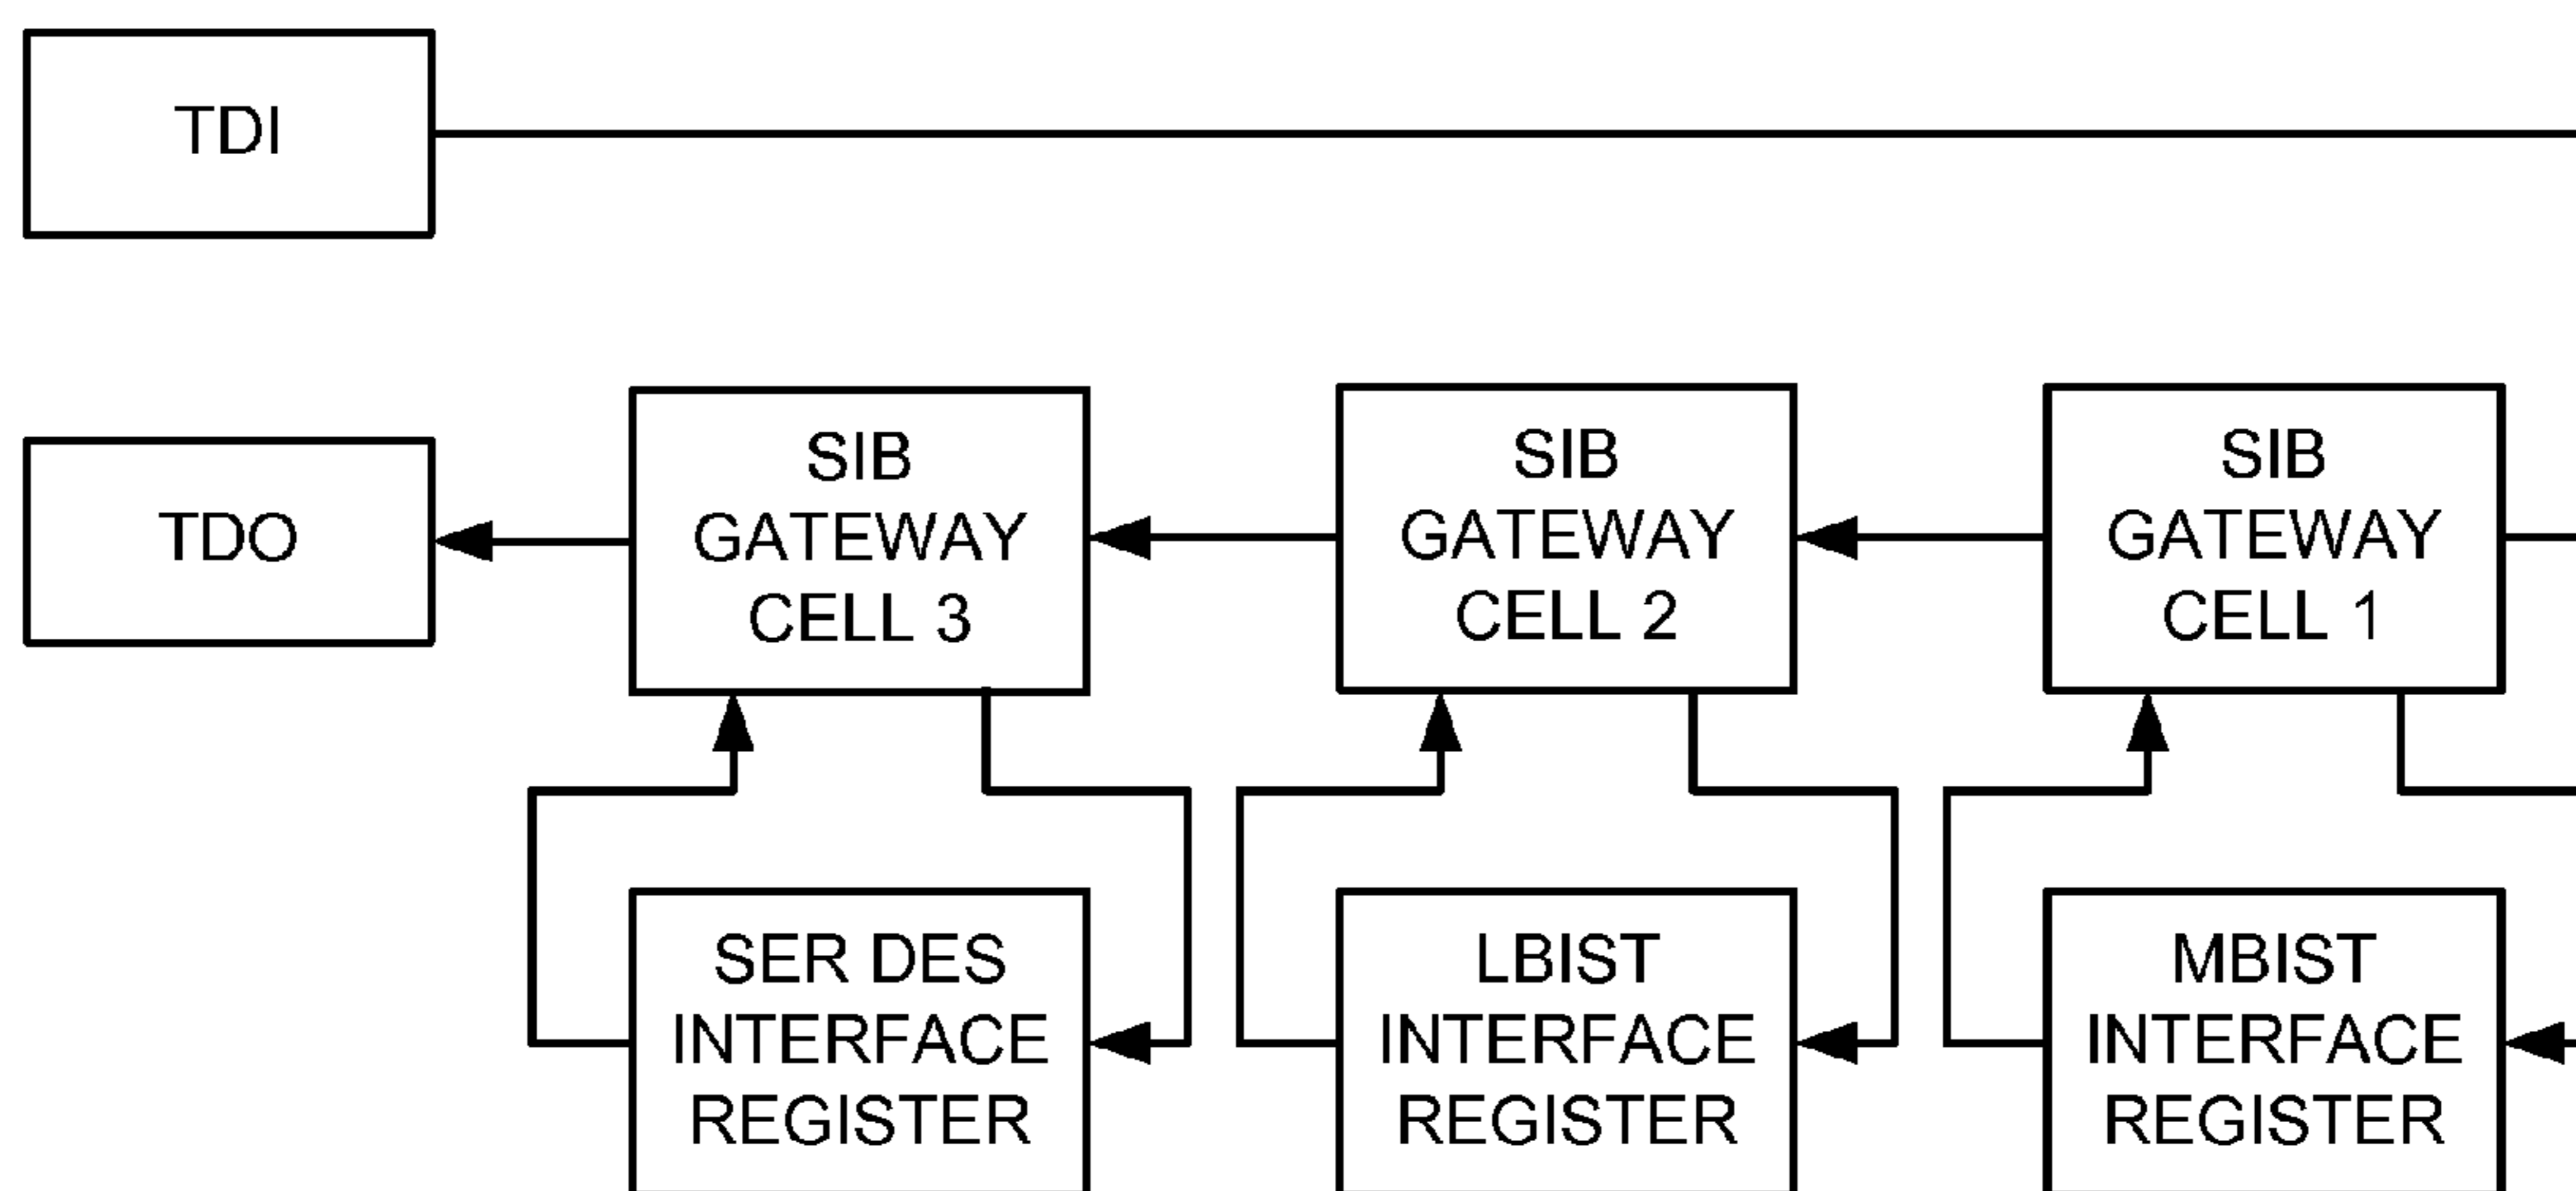 TDI
TDO
SIB
GATEWAY
CELL 3
SIB
GATEWAY
CELL 2
SIB
GATEWAY
CELL 1
SER DES
INTERFACE
REGISTER
LBIST
INTERFACE
REGISTER
MBIST
INTERFACE
REGISTER